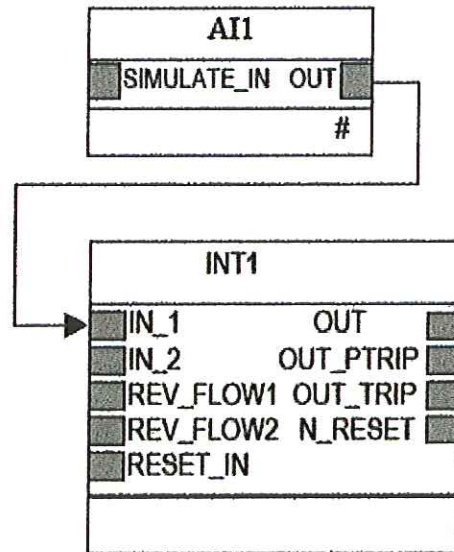 AI1
SIMULATE_IN OUT
#
INT1
IN_1 OUT
IN_2 OUT_PTRIP
REV_FLOW1 OUT_TRIP
REV_FLOW2 N_RESET
RESET_IN